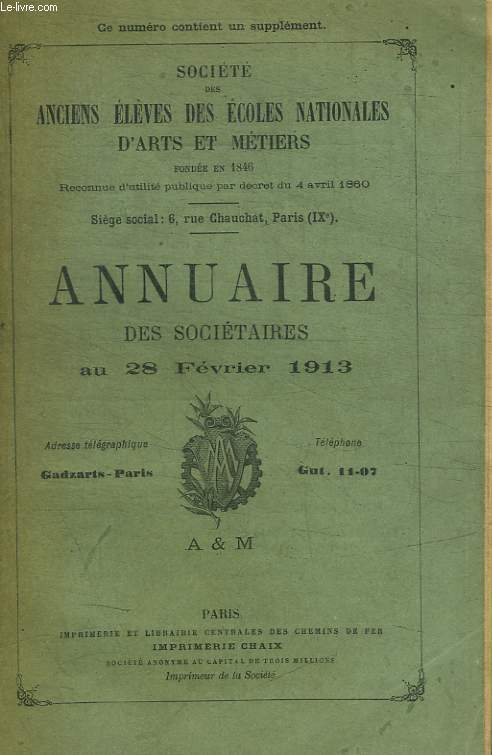 Le-livre.com
Ce numéro contient un supplément.
SOCIÉTÉ
DES
ANCIENS ÉLÈVES DES ÉCOLES NATIONALES
D'ARTS ET MÉTIERS
FONDÉE EN 1846
Reconnue d'utilité publique par décret du 4 avril 1860
Siège social : 6, rue Chauchat, Paris (IXe).
ANNUAIRE
DES SOCIÉTAIRES
au 28 Février 1913
Adresse télégraphique
Gadzarts-Paris
Téléphone
Gut. 11-07
A & M
PARIS
IMPRIMERIE ET LIBRAIRIE CENTRALES DES CHEMINS DE FER
IMPRIMERIE CHAIX
SOCIÉTÉ ANONYME AU CAPITAL DE TROIS MILLIONS
Imprimeur de la Société